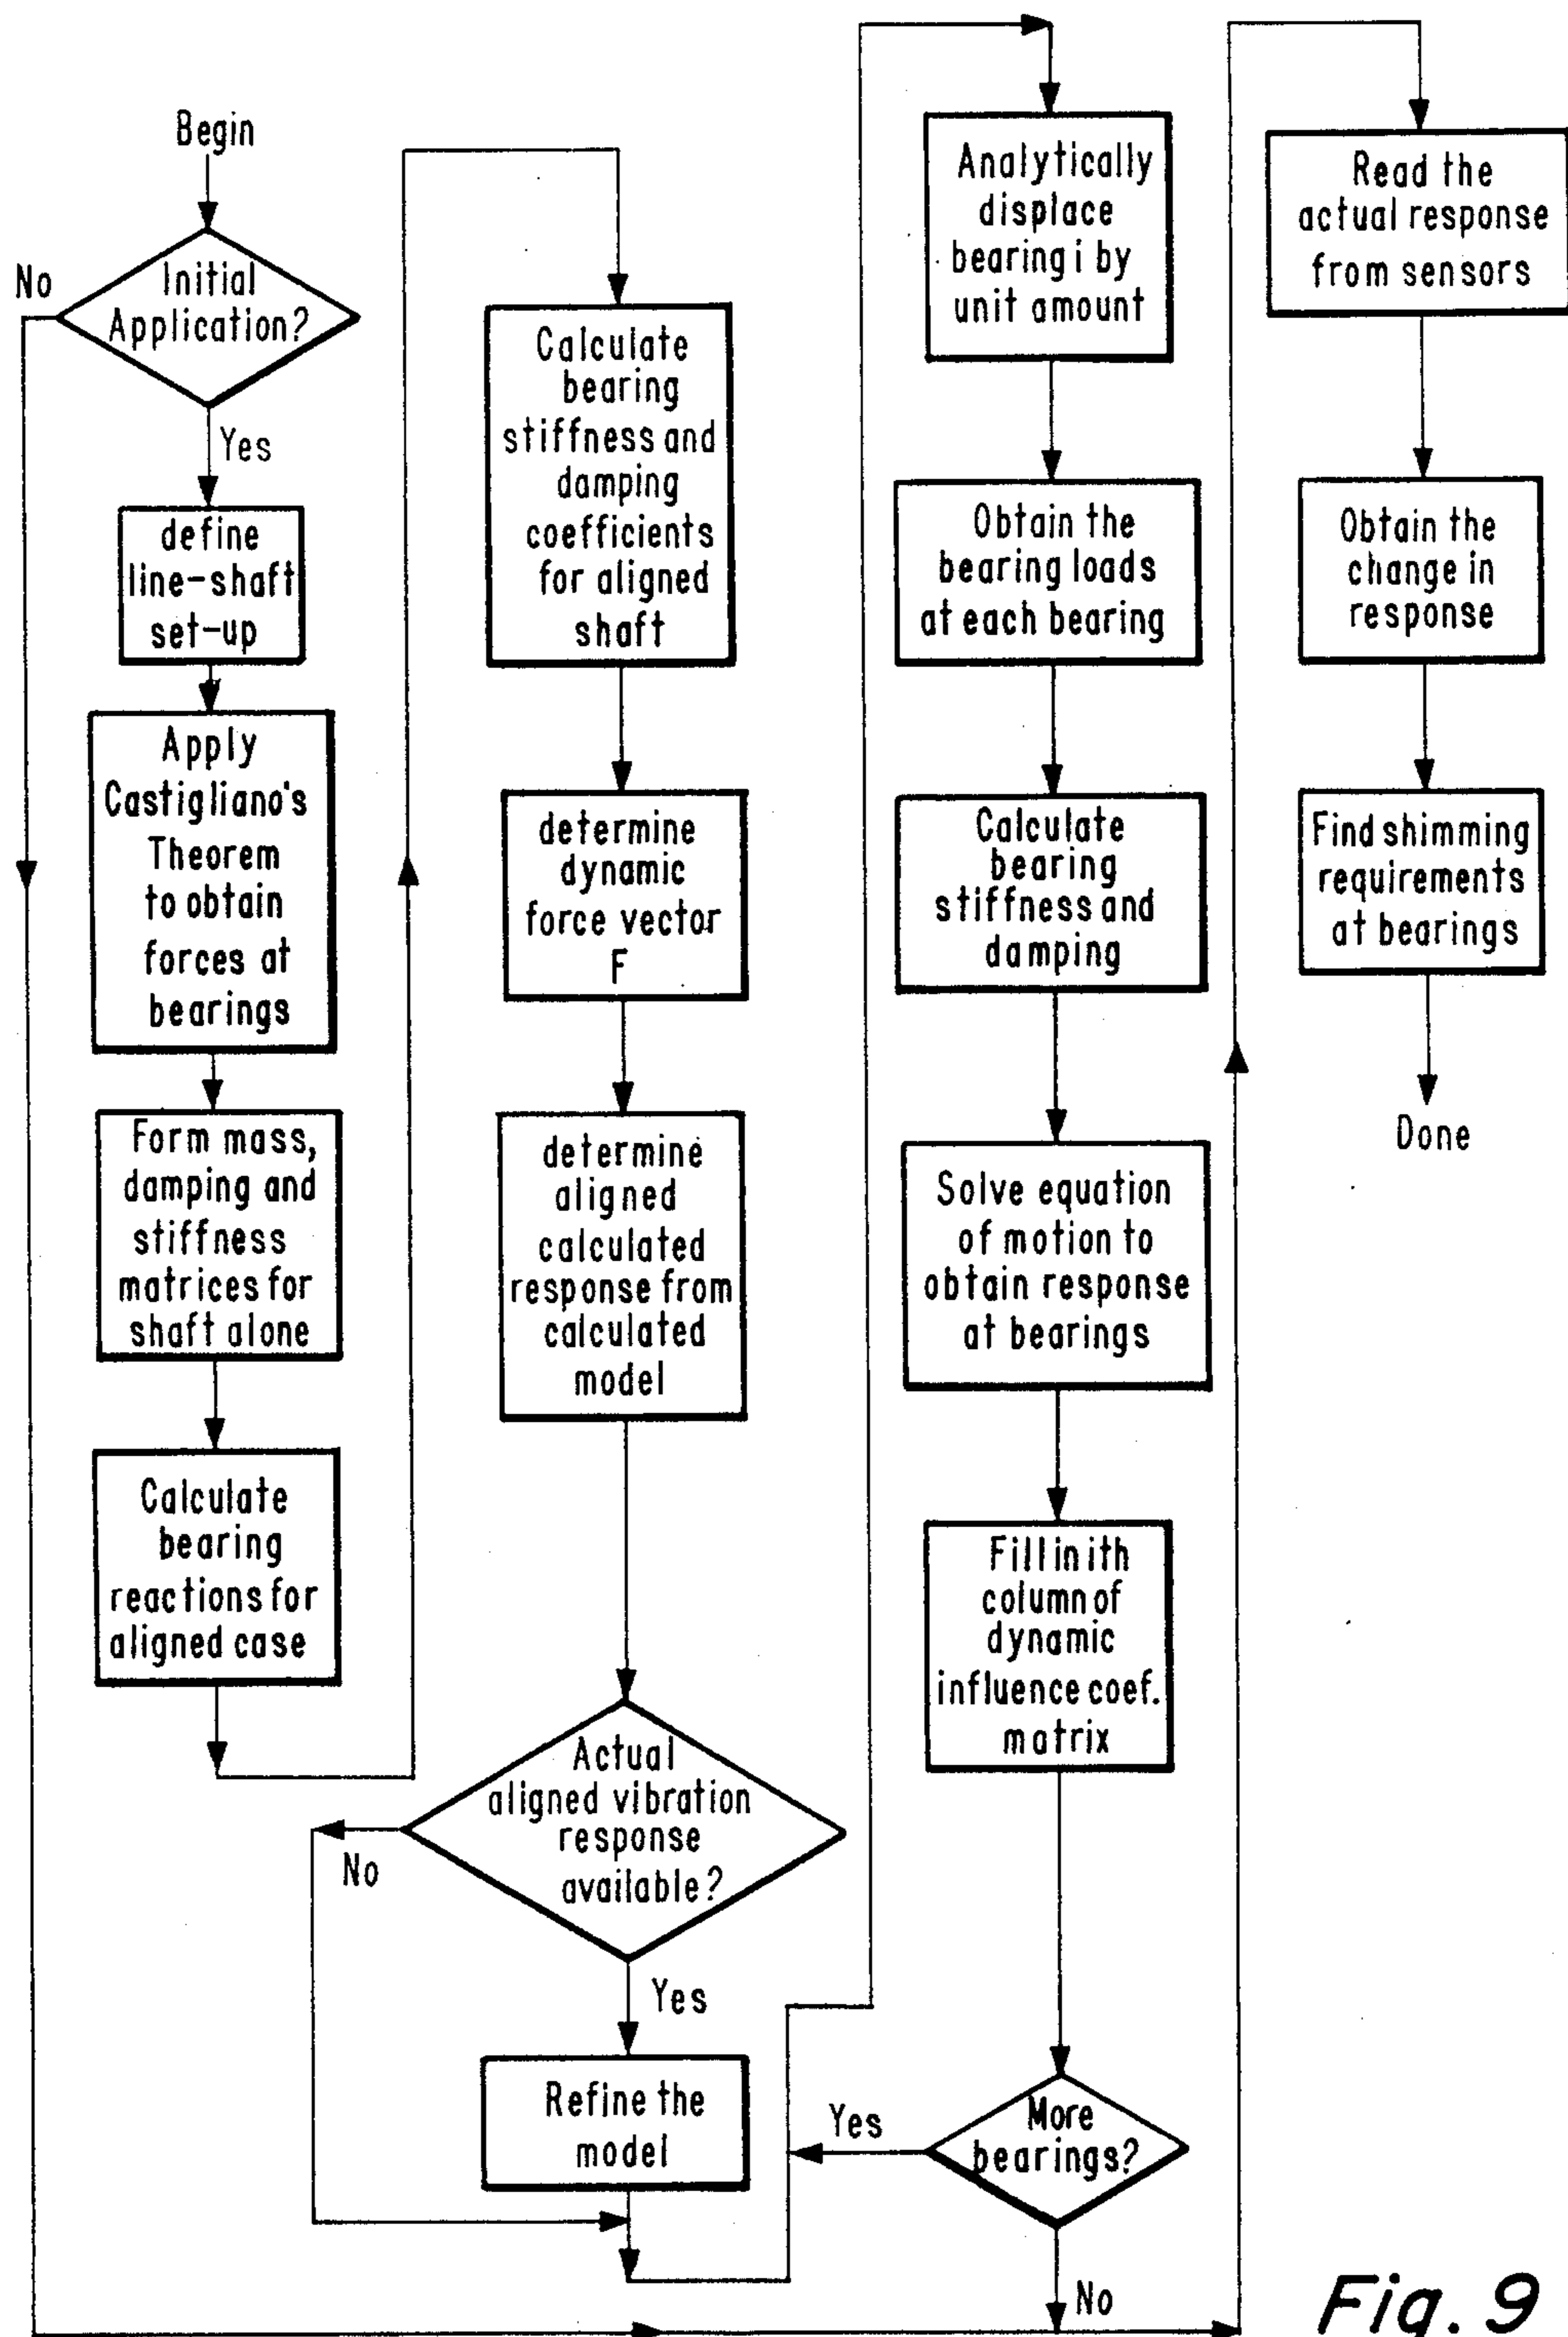 Begin
Initial
Application?
No
Yes
define
line-shaft
set-up
Apply
Castigliano's
Theorem
to obtain
forces at
bearings
Form mass,
damping and
stiffness
matrices for
shaft alone
Calculate
bearing
reactions for
aligned case
Calculate
bearing
stiffness and
damping
coefficients
for aligned
shaft
determine
dynamic
force vector
F
determine
aligned
calculated
response from
calculated
model
Actual
aligned vibration
response
available?
No
Yes
Refine the
model
Analytically
displace
bearing i by
unit amount
Obtain the
bearing loads
at each bearing
Calculate
bearing
stiffness and
damping
Solve equation
of motion to
obtain response
at bearings
Fill in ith
column of
dynamic
influence coef.
matrix
More
bearings?
Yes
No
Read the
actual response
from sensors
Obtain the
change in
response
Find shimming
requirements
at bearings
Done
Fig. 9